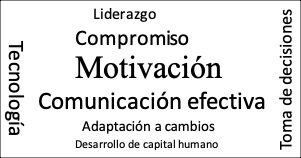 Liderazgo
Compromiso
Motivación
Comunicación efectiva
Adaptación a cambios
Desarrollo de capital humano
Tecnología
Toma de decisiones